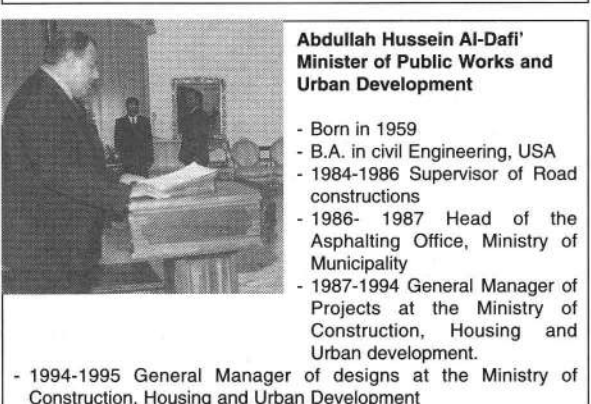 Abdullah Hussein Al-Dafi'
Minister of Public Works and
Urban Development
- Born in 1959
- B.A. in civil Engineering, USA
- 1984-1986 Supervisor of Road
constructions
- 1986- 1987 Head of the
Asphalting Office, Ministry of
Municipality
- 1987-1994 General Manager of
Projects at the Ministry of
Construction, Housing and
Urban development.
- 1994-1995 General Manager of designs at the Ministry of
Construction, Housing and Urban Development